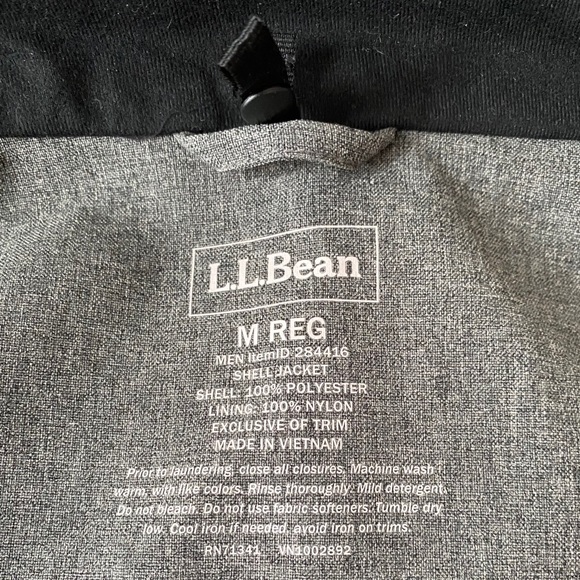 L.L.Bean
M REG
MEN ItemID 284416
SHELL JACKET
SHELL: 100% POLYESTER
LINING: 100% NYLON
EXCLUSIVE OF TRIM
MADE IN VIETNAM
Prior to laundering, close all closures. Machine wash
warm, with like colors. Rinse thoroughly. Mild detergent.
Do not bleach. Do not use fabric softeners. Tumble dry
low. Cool iron if needed, avoid iron on trims.
RN71341 VN1002892